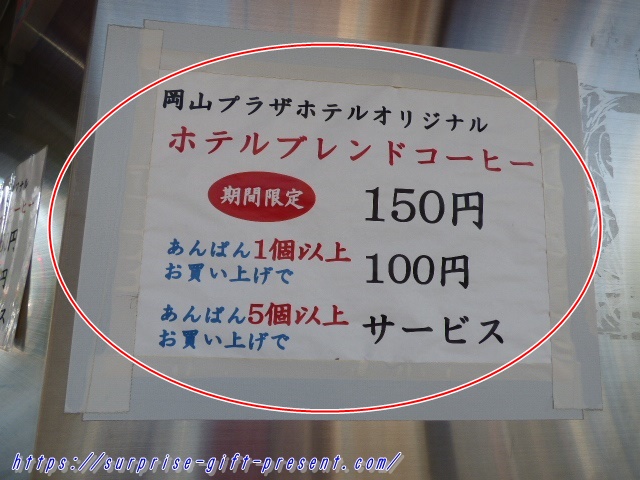 岡山プラザホテルオリジナル
ホテルブレンドコーヒー
期間限定 150円
あんぱん1個以上
お買い上げで 100円
あんぱん5個以上
お買い上げで サービス
円
円
ス
https://surprise-gift-present.com/